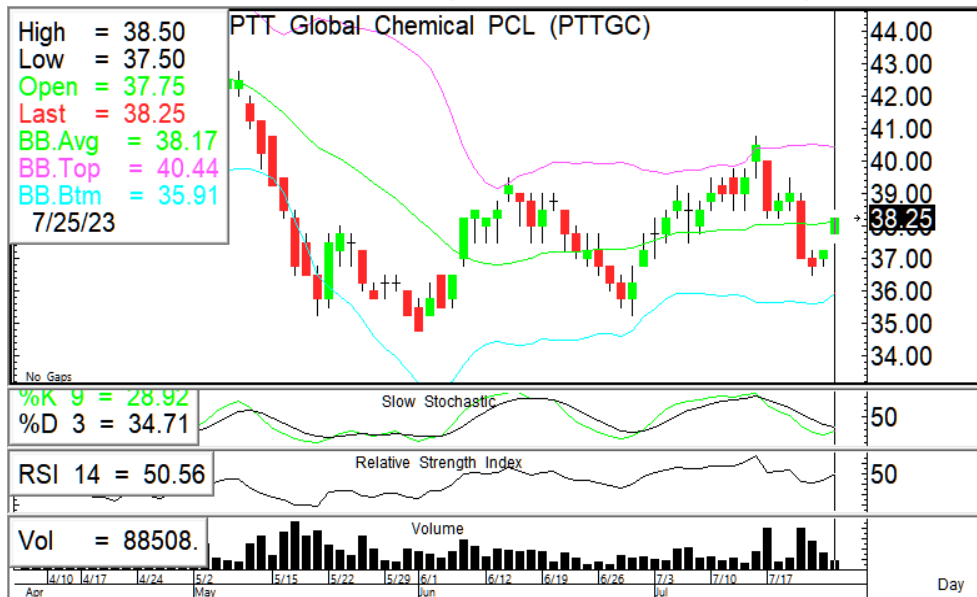 PTT Global Chemical PCL (PTTGC)
High = 38.50
Low = 37.50
Open = 37.75
Last = 38.25
BB.Avg = 38.17
BB.Top = 40.44
BB.Btm = 35.91
7/25/23
44.00
43.00
42.00
41.00
40.00
39.00
38.25
37.00
36.00
35.00
34.00
No Gaps
%K 9 = 28.92
%D 3 = 34.71
Slow Stochastic
50
RSI 14 = 50.56
Relative Strength Index
50
Vol = 88508.
Volume
4/10 4/17 4/24 5/2 5/15 5/22 5/29 6/1 6/12 6/19 6/26 7/3 7/10 7/17
Apr May Jun Jul
Day